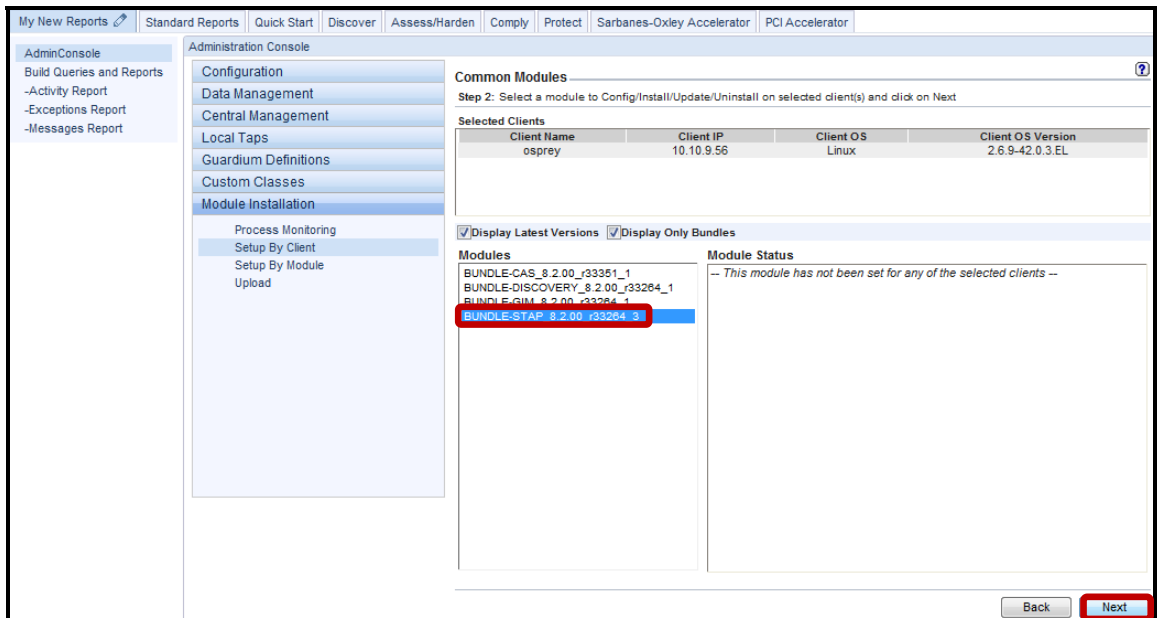 My New Reports
Standard Reports
Quick Start
Discover
Assess/Harden
Comply
Protect
Sarbanes-Oxley Accelerator
PCI Accelerator
AdminConsole
Build Queries and Reports
-Activity Report
-Exceptions Report
-Messages Report
Administration Console
Configuration
Data Management
Central Management
Local Taps
Guardium Definitions
Custom Classes
Module Installation
Process Monitoring
Setup By Client
Setup By Module
Upload
Common Modules
?
Step 2: Select a module to Config/Install/Update/Uninstall on selected client(s) and click on Next
Selected Clients
Client Name Client IP Client OS Client OS Version
osprey 10.10.9.56 Linux 2.6.9-42.0.3.EL
Display Latest Versions Display Only Bundles
Modules
BUNDLE-CAS_8.2.00_r33351_1
BUNDLE-DISCOVERY_8.2.00_r33264_1
BUNDLE-GIM_8.2.00_r33264_1
BUNDLE-STAP_8.2.00_r33264_3
Module Status
-- This module has not been set for any of the selected clients --
Back
Next